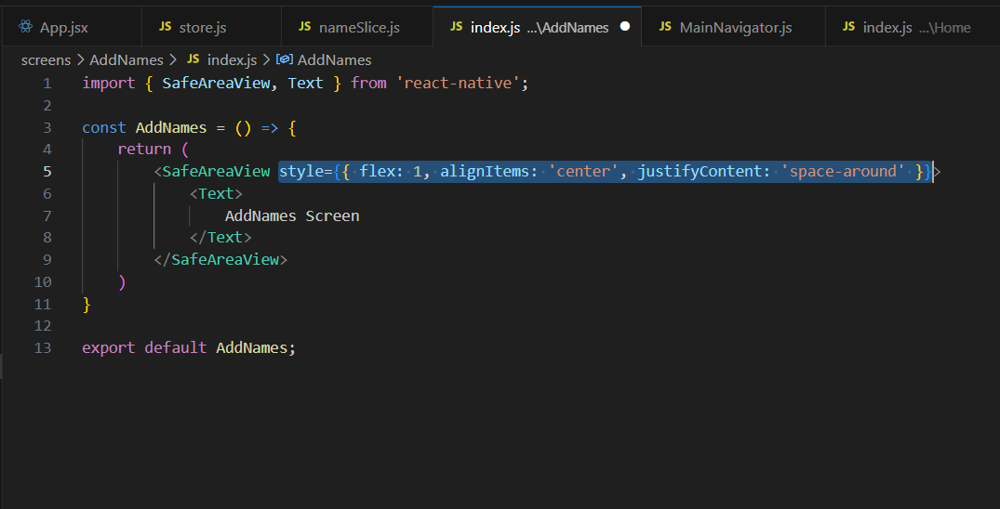 App.jsx JS store.js JS nameSlice.js JS index.js ...\AddNames JS MainNavigator.js JS index.js ...\Home
screens > AddNames > JS index.js > AddNames
1 import { SafeAreaView, Text } from 'react-native';
2
3 const AddNames = () => {
4     return (
5         <SafeAreaView style={{ flex: 1, alignItems: 'center', justifyContent: 'space-around' }}>
6             <Text>
7                 AddNames Screen
8             </Text>
9         </SafeAreaView>
10     )
11 }
12
13 export default AddNames;